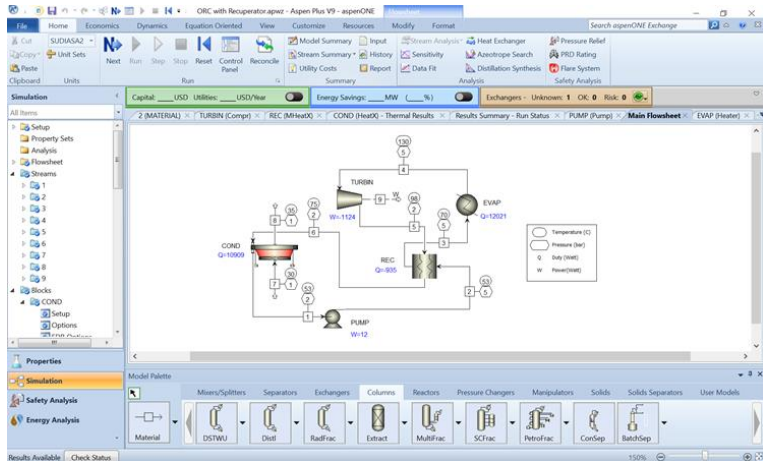 ORC with Recuperator.apwz - Aspen Plus V9 - aspenONE
Flowsheet
File Home Economics Dynamics Equation Oriented View Customize Resources Modify Format Search aspenONE Exchange
Cut
Copy
Paste
Clipboard
SUDIASA2
Unit Sets
Units
Next Run Step Stop Reset Control Panel Reconcile
Run
Model Summary Input
Stream Summary History
Utility Costs Report
Summary
Stream Analysis Heat Exchanger
Sensitivity Azeotrope Search
Data Fit Distillation Synthesis
Analysis
Pressure Relief
PRD Rating
Flare System
Safety Analysis
Simulation
All Items
Capital: ____USD Utilities: ____USD/Year
Energy Savings: ____MW (____%)
Exchangers - Unknown: 1 OK: 0 Risk: 0
2 (MATERIAL) TURBIN (Compr) REC (MHeatX) COND (HeatX) - Thermal Results Results Summary - Run Status PUMP (Pump) Main Flowsheet EVAP (Heater)
Setup
Property Sets
Analysis
Flowsheet
Streams
1
2
3
4
5
6
7
8
9
Blocks
COND
Setup
Options
EDR Options
Properties
Simulation
Safety Analysis
Energy Analysis
130
5
4
TURBIN
W=-1124
9
W
98
2
5
70
5
3
EVAP
Q=12021
35
1
8
75
2
6
COND
Q=10909
30
1
7
53
2
1
REC
Q=-935
53
2
5
PUMP
W=12
Temperature (C)
Pressure (bar)
Q Duty (Watt)
W Power(Watt)
Model Palette
Mixers/Splitters Separators Exchangers Columns Reactors Pressure Changers Manipulators Solids Solids Separators User Models
Material DSTWU Distl RadFrac Extract MultiFrac SCFrac PetroFrac ConSep BatchSep
Results Available Check Status
150%